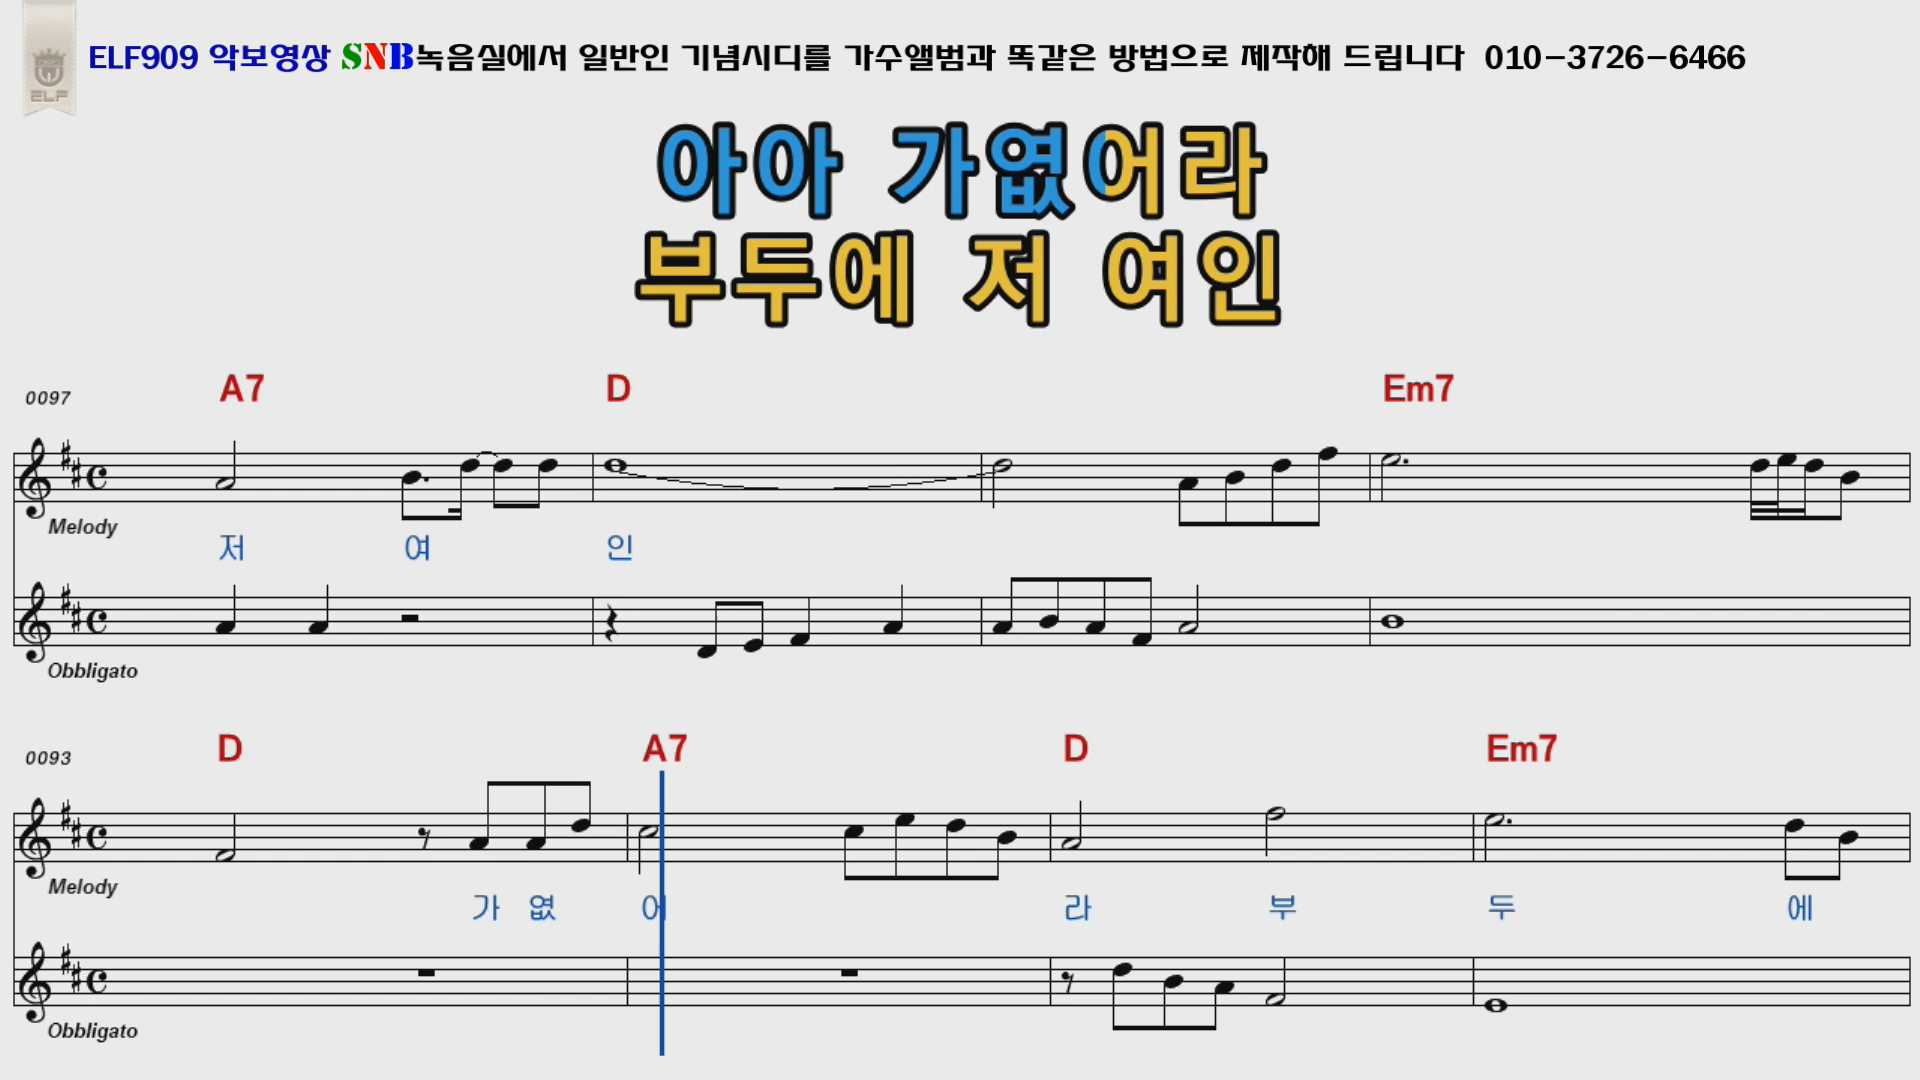 ELF
ELF909 악보영상 SNB녹음실에서 일반인 기념시디를 가수앨범과 똑같은 방법으로 제작해 드립니다 010-3726-6466
아아 가엾어라
부두에 저 여인
0097 A7 D Em7
Melody
저 여 인
Obbligato
0093 D A7 D Em7
Melody
가 엾 어 라 부 두 에
Obbligato